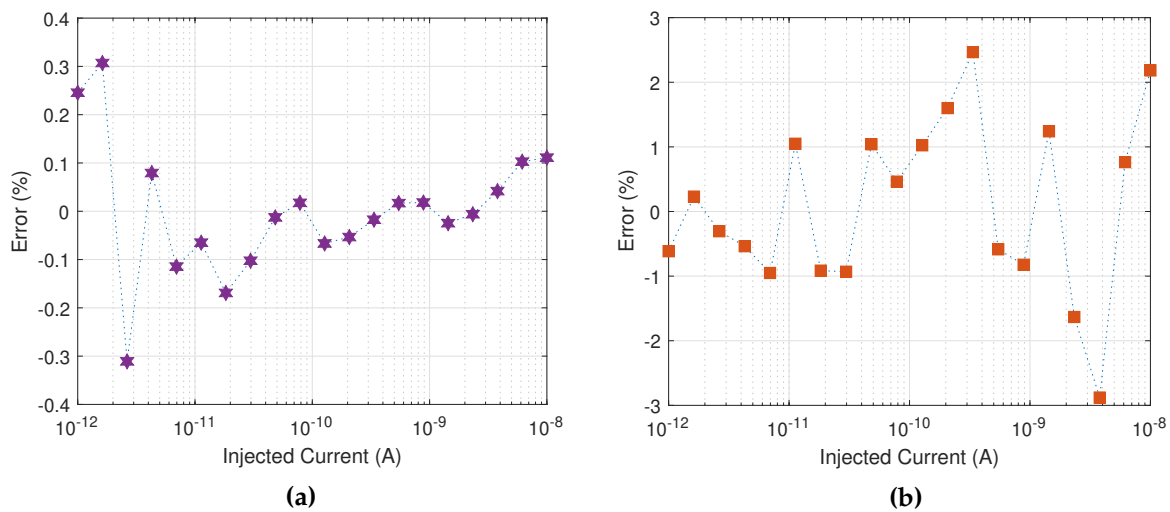 0.4
0.3
0.2
0.1
0
-0.1
-0.2
-0.3
-0.4
Error (%)
10⁻¹² 10⁻¹¹ 10⁻¹⁰ 10⁻⁹ 10⁻⁸
Injected Current (A)
(a)
3
2
1
0
-1
-2
-3
Error (%)
10⁻¹² 10⁻¹¹ 10⁻¹⁰ 10⁻⁹ 10⁻⁸
Injected Current (A)
(b)